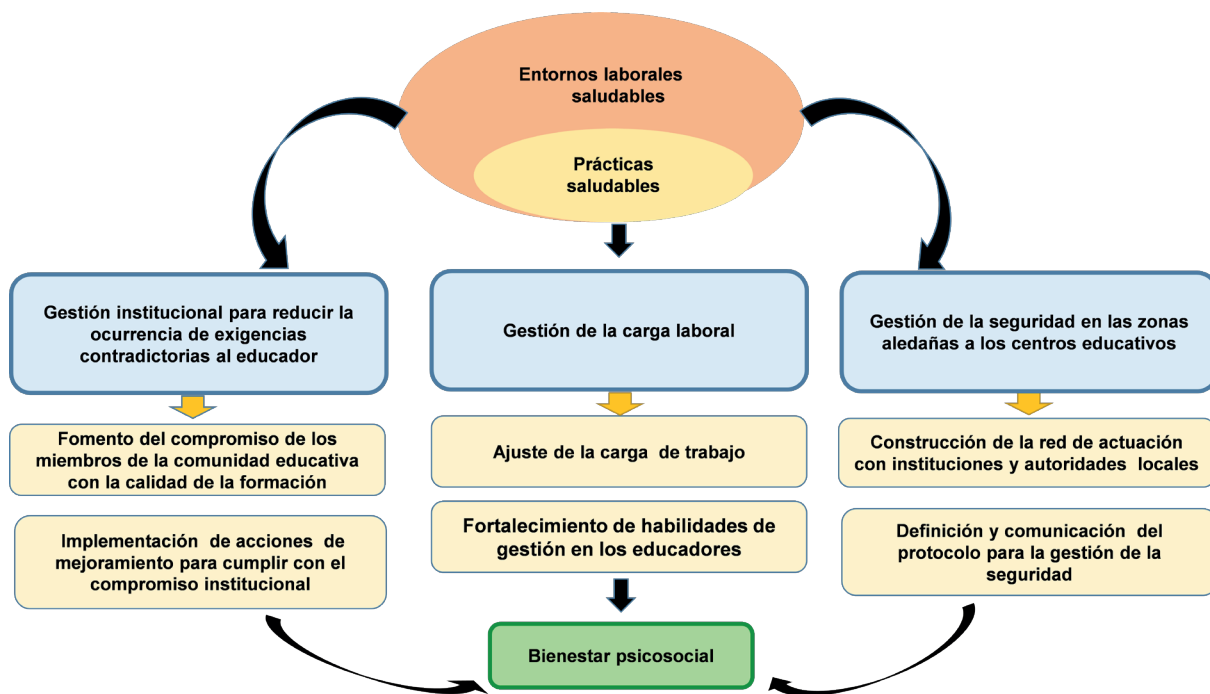 Entornos laborales
saludables
Prácticas
saludables
Gestión institucional para reducir la
ocurrencia de exigencias
contradictorias al educador
Gestión de la carga laboral
Gestión de la seguridad en las zonas
aledañas a los centros educativos
Fomento del compromiso de los
miembros de la comunidad educativa
con la calidad de la formación
Ajuste de la carga de trabajo
Construcción de la red de actuación
con instituciones y autoridades locales
Implementación de acciones de
mejoramiento para cumplir con el
compromiso institucional
Fortalecimiento de habilidades de
gestión en los educadores
Definición y comunicación del
protocolo para la gestión de la
seguridad
Bienestar psicosocial